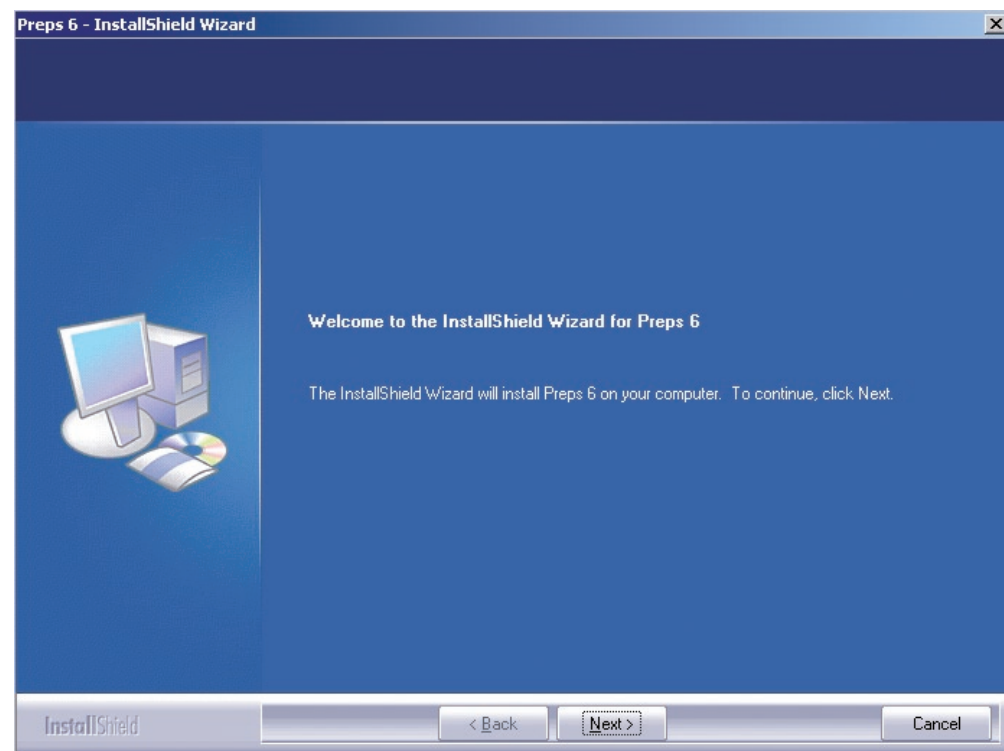 Preps 6 - InstallShield Wizard
Welcome to the InstallShield Wizard for Preps 6
The InstallShield Wizard will install Preps 6 on your computer. To continue, click Next.
InstallShield
< Back
Next >
Cancel